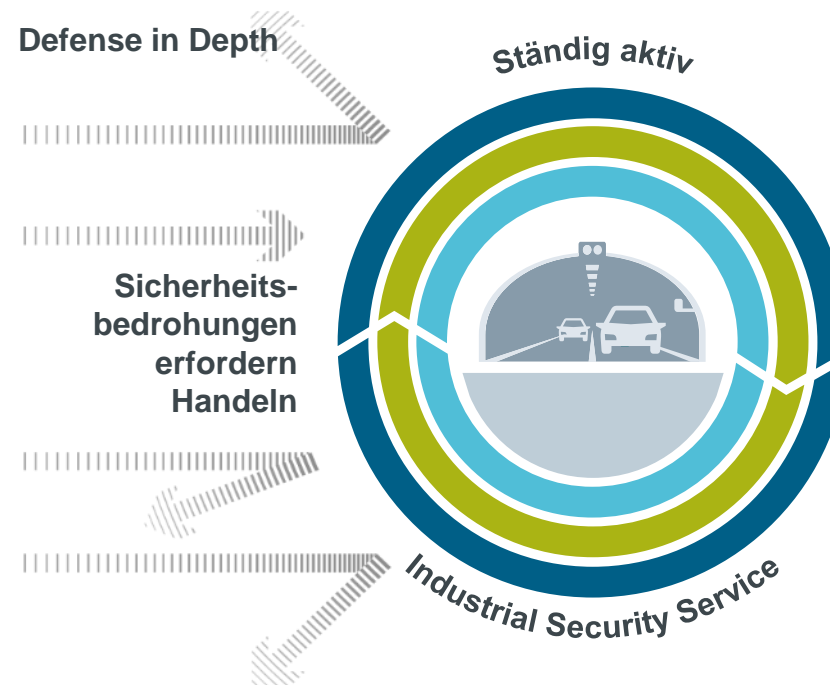 Defense in Depth
Ständig aktiv
Sicherheits-
bedrohungen
erfordern
Handeln
Industrial Security Service